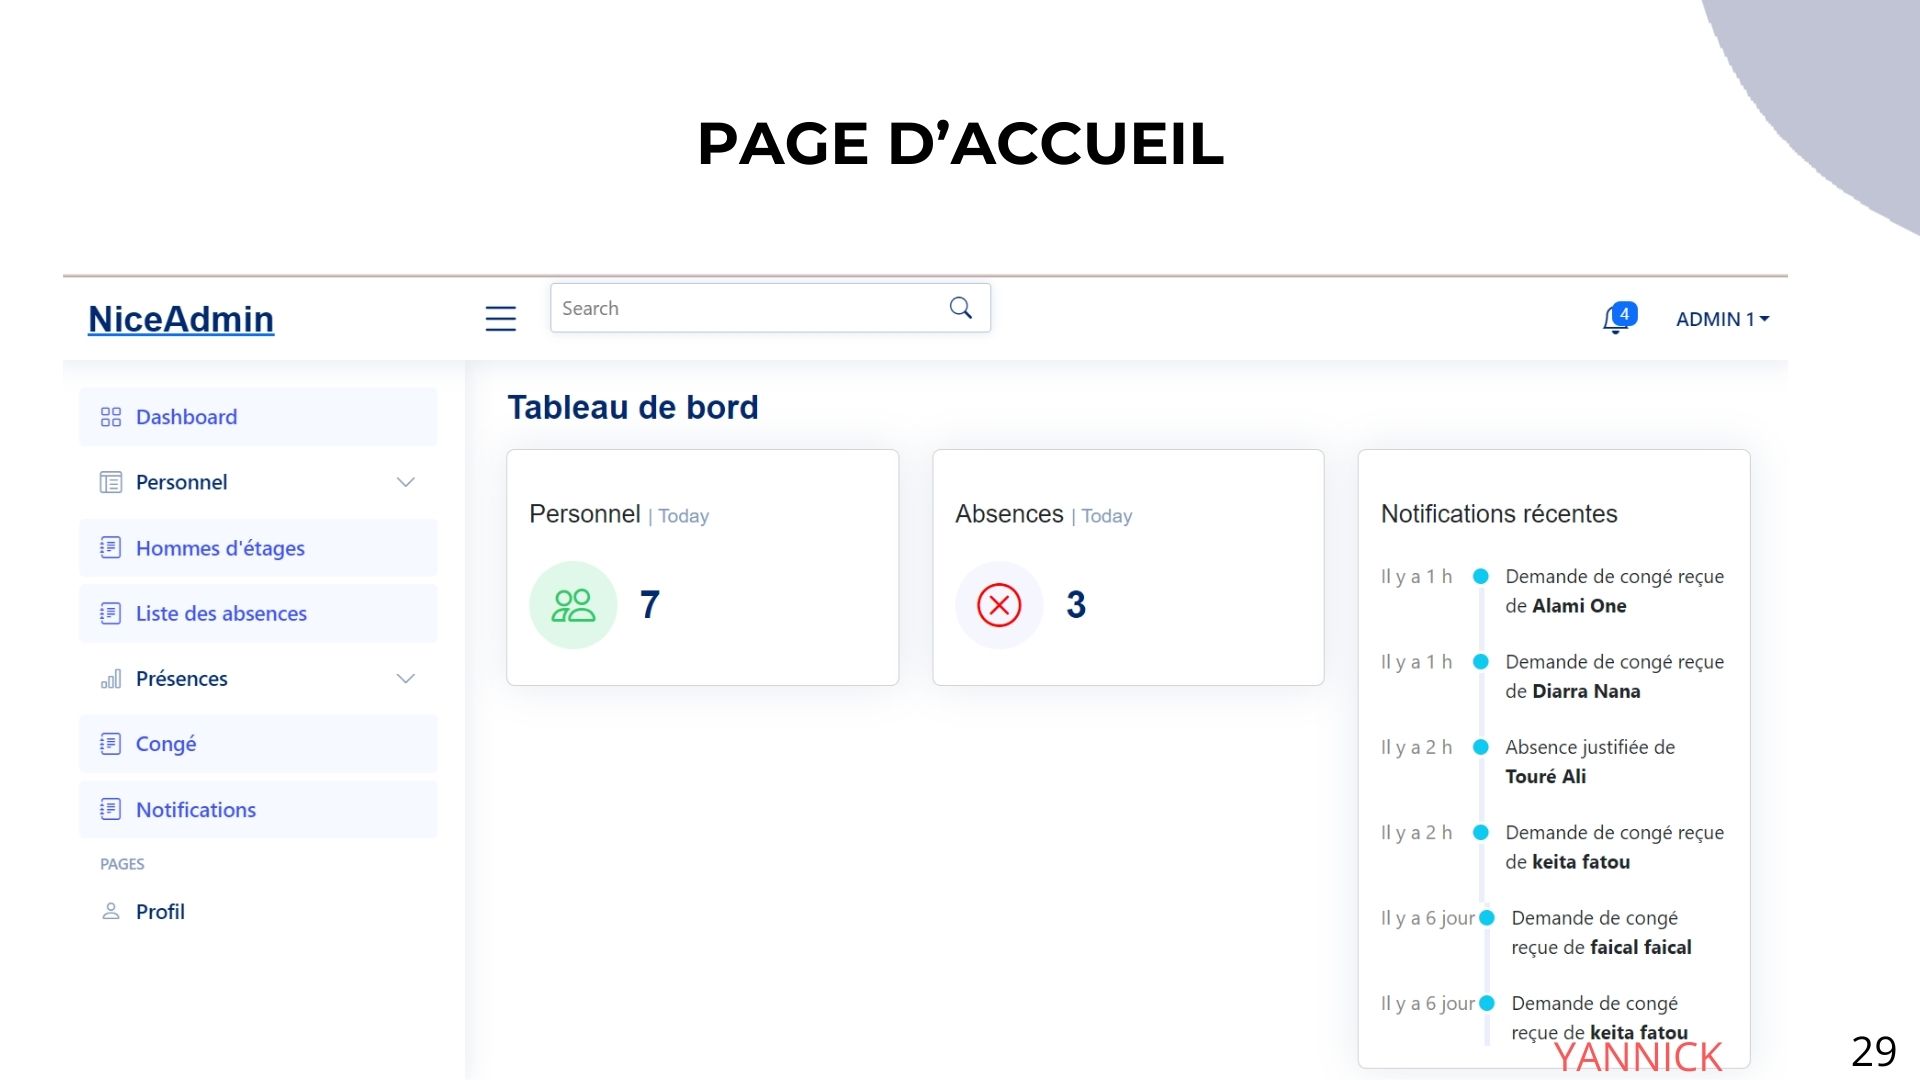 PAGE D’ACCUEIL
NiceAdmin
Search
4
ADMIN 1
Dashboard
Personnel
Hommes d'étages
Liste des absences
Présences
Congé
Notifications
PAGES
Profil
Tableau de bord
Personnel | Today
7
Absences | Today
3
Notifications récentes
Il y a 1 h
Demande de congé reçue
de Alami One
Il y a 1 h
Demande de congé reçue
de Diarra Nana
Il y a 2 h
Absence justifiée de
Touré Ali
Il y a 2 h
Demande de congé reçue
de keita fatou
Il y a 6 jour
Demande de congé
reçue de faical faical
Il y a 6 jour
Demande de congé
reçue de keita fatou
YANNICK
29